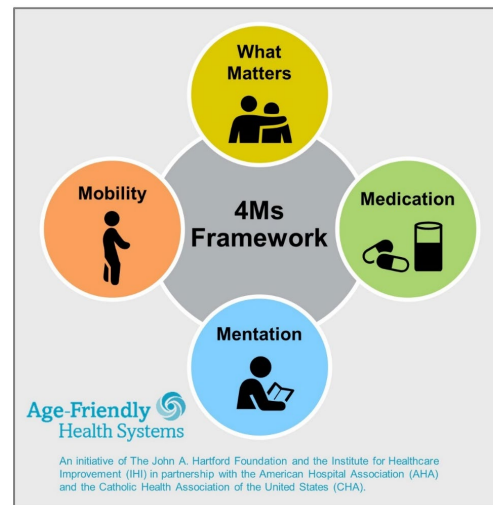 What
Matters
Mobility
4Ms
Framework
Medication
Mentation
Age-Friendly
Health Systems
An initiative of The John A. Hartford Foundation and the Institute for Healthcare
Improvement (IHI) in partnership with the American Hospital Association (AHA)
and the Catholic Health Association of the United States (CHA).